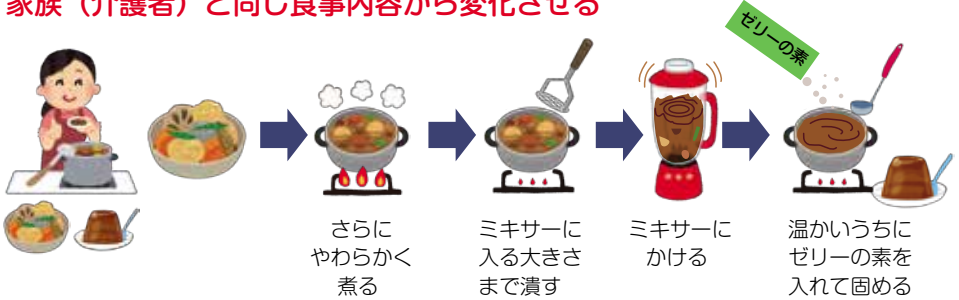 家族（介護者）と同じ食事内容から変化させる
ゼリーの素
さらに
やわらかく
煮る
ミキサーに
入る大きさ
まで潰す
ミキサーに
かける
温かいうちに
ゼリーの素を
入れて固める